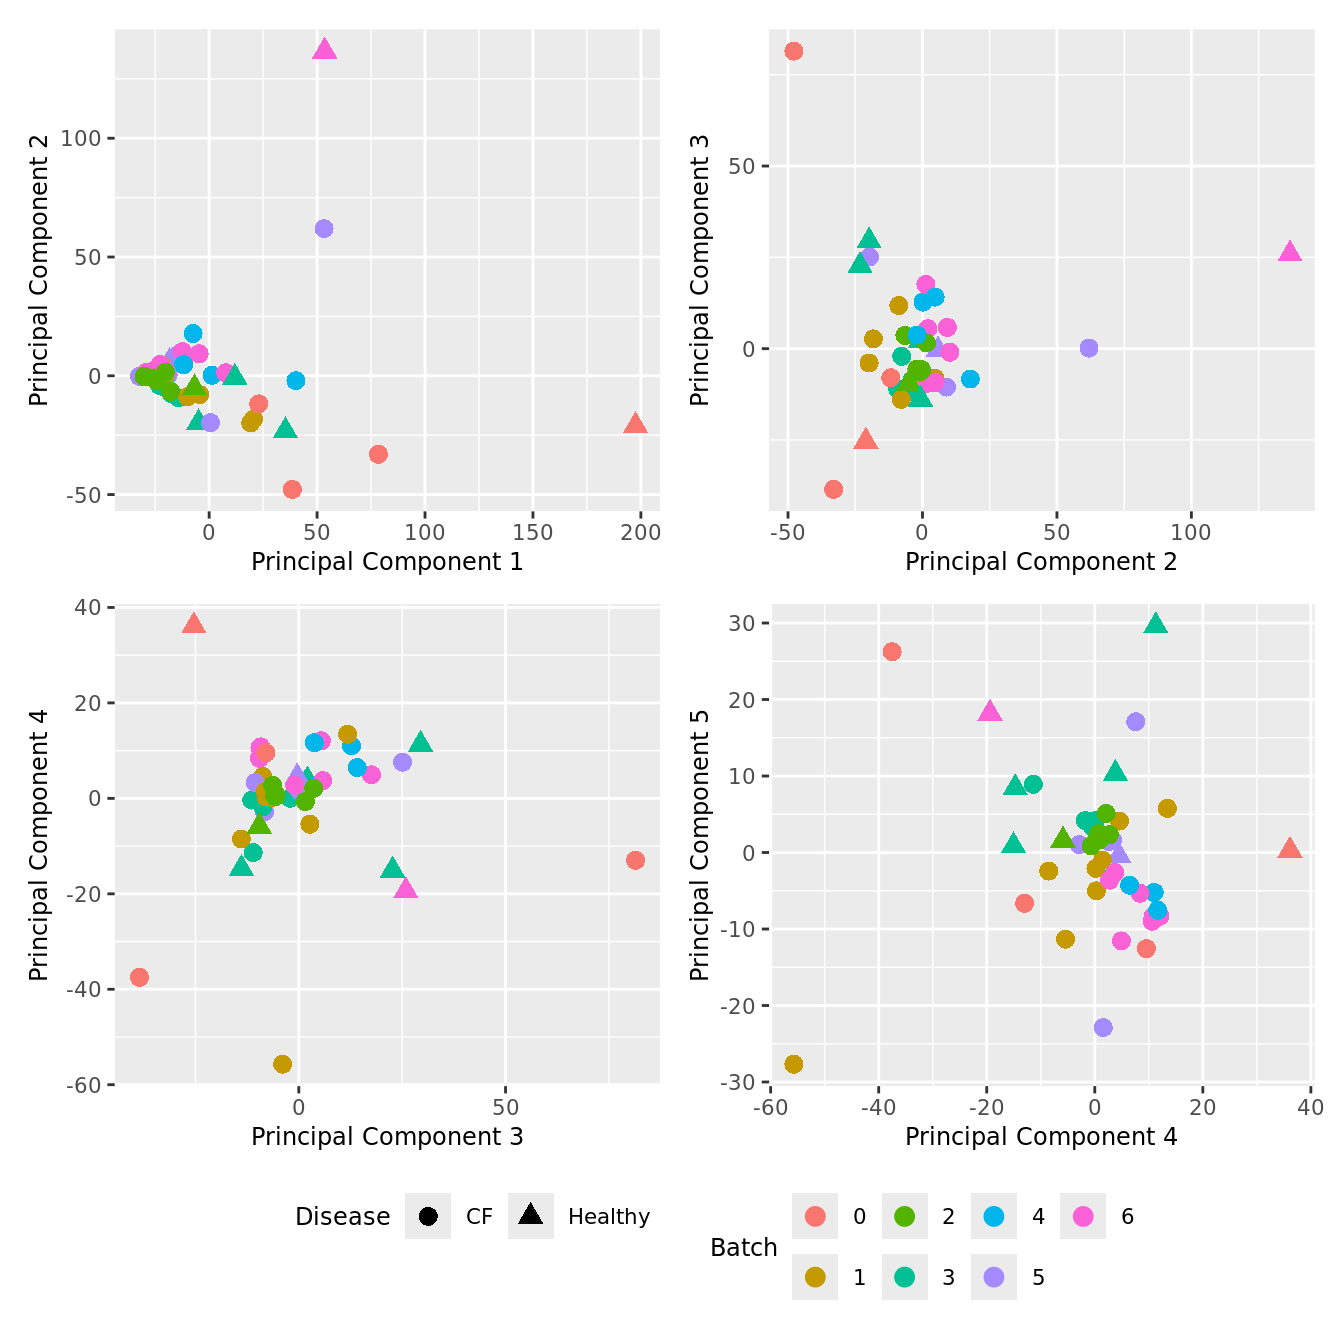 Principal Component 2
100
50
0
-50
0 50 100 150 200
Principal Component 1
Principal Component 3
50
0
-50 0 50 100
Principal Component 2
Principal Component 4
40
20
0
-20
-40
-60
0 50
Principal Component 3
Principal Component 5
30
20
10
0
-10
-20
-30
-60 -40 -20 0 20 40
Principal Component 4
Disease CF Healthy
Batch
0 2 4 6
1 3 5